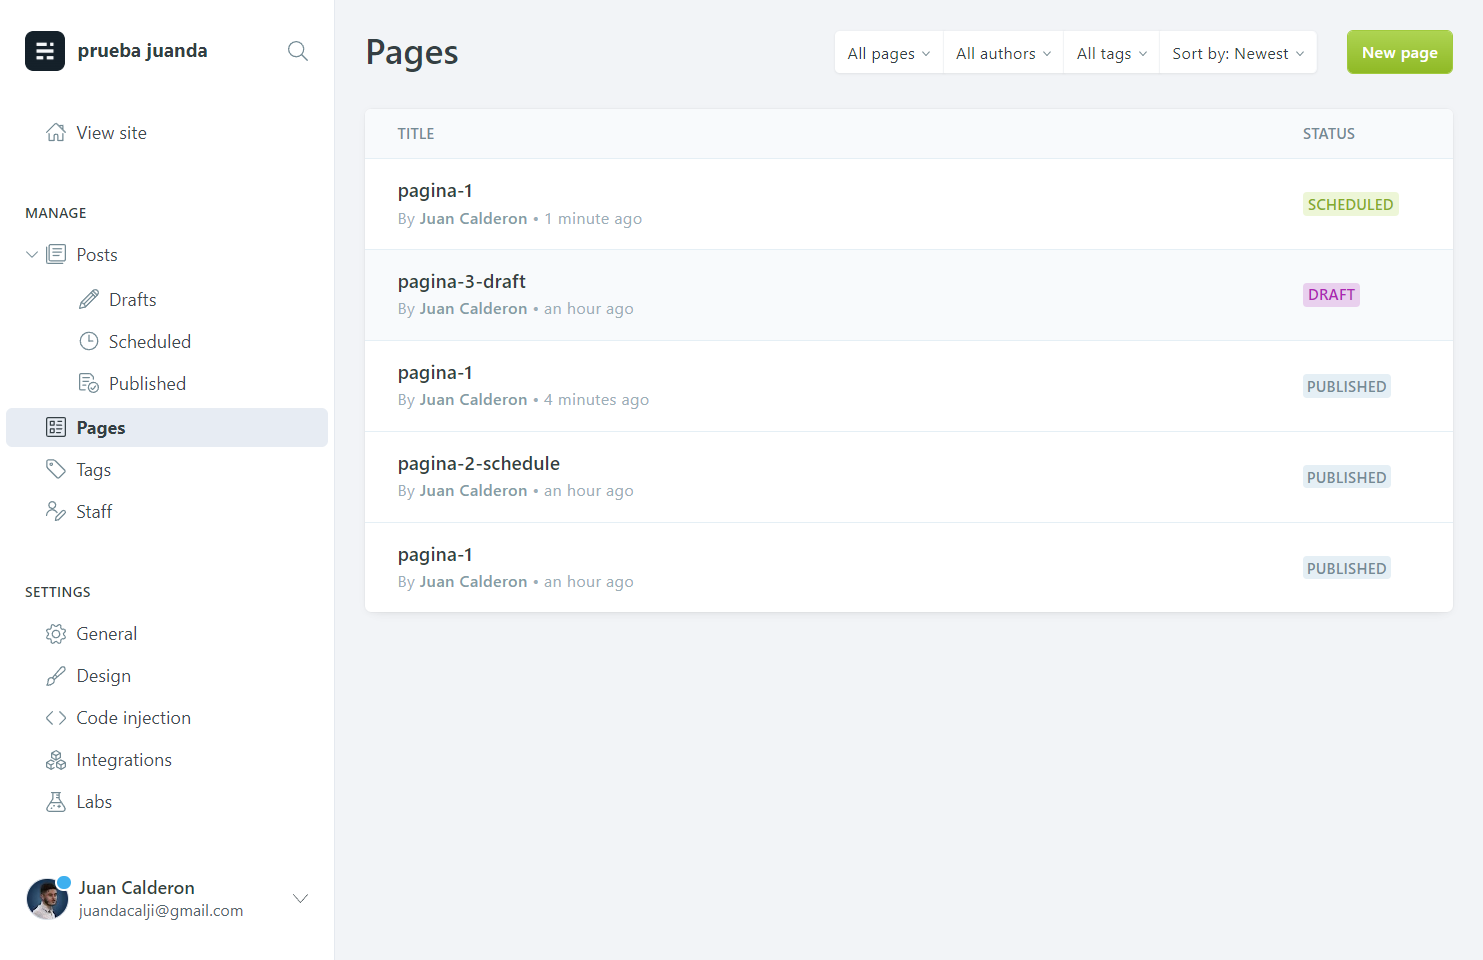 prueba juanda
View site
MANAGE
Posts
Drafts
Scheduled
Published
Pages
Tags
Staff
SETTINGS
General
Design
Code injection
Integrations
Labs
Juan Calderon
juandacalji@gmail.com
Pages
All pages
All authors
All tags
Sort by: Newest
New page
TITLE STATUS
pagina-1
By Juan Calderon • 1 minute ago
SCHEDULED
pagina-3-draft
By Juan Calderon • an hour ago
DRAFT
pagina-1
By Juan Calderon • 4 minutes ago
PUBLISHED
pagina-2-schedule
By Juan Calderon • an hour ago
PUBLISHED
pagina-1
By Juan Calderon • an hour ago
PUBLISHED